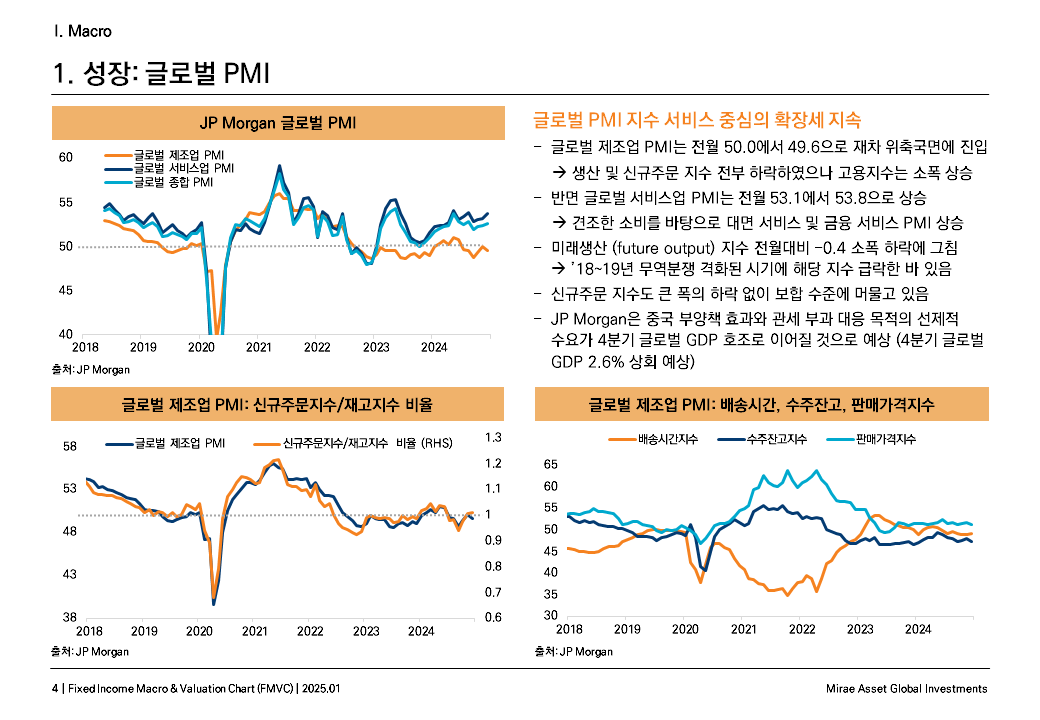 I. Macro
1. 성장: 글로벌 PMI
JP Morgan 글로벌 PMI
글로벌 제조업 PMI
글로벌 서비스업 PMI
글로벌 종합 PMI
60
55
50
45
40
2018 2019 2020 2021 2022 2023 2024
출처: JP Morgan
글로벌 PMI 지수 서비스 중심의 확장세 지속
– 글로벌 제조업 PMI는 전월 50.0에서 49.6으로 재차 위축국면에 진입
→ 생산 및 신규주문 지수 전부 하락하였으나 고용지수는 소폭 상승
– 반면 글로벌 서비스업 PMI는 전월 53.1에서 53.8으로 상승
→ 견조한 소비를 바탕으로 대면 서비스 및 금융 서비스 PMI 상승
– 미래생산 (future output) 지수 전월대비 -0.4 소폭 하락에 그침
→ '18~19년 무역분쟁 격화된 시기에 해당 지수 급락한 바 있음
– 신규주문 지수도 큰 폭의 하락 없이 보합 수준에 머물고 있음
– JP Morgan은 중국 부양책 효과와 관세 부과 대응 목적의 선제적
수요가 4분기 글로벌 GDP 호조로 이어질 것으로 예상 (4분기 글로벌
GDP 2.6% 상회 예상)
글로벌 제조업 PMI: 신규주문지수/재고지수 비율
글로벌 제조업 PMI 신규주문지수/재고지수 비율 (RHS)
58
53
48
43
38
1.3
1.2
1.1
1
0.9
0.8
0.7
0.6
2018 2019 2020 2021 2022 2023 2024
출처: JP Morgan
글로벌 제조업 PMI: 배송시간, 수주잔고, 판매가격지수
배송시간지수 수주잔고지수 판매가격지수
65
60
55
50
45
40
35
30
2018 2019 2020 2021 2022 2023 2024
출처: JP Morgan
4 | Fixed Income Macro & Valuation Chart (FMVC) | 2025.01
Mirae Asset Global Investments